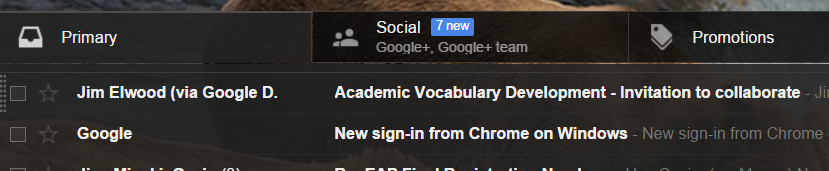 Primary
Social 7 new
Google+, Google+ team
Promotions
Jim Elwood (via Google D. Academic Vocabulary Development - Invitation to collaborate - Ji
Google New sign-in from Chrome on Windows - New sign-in from Chrome